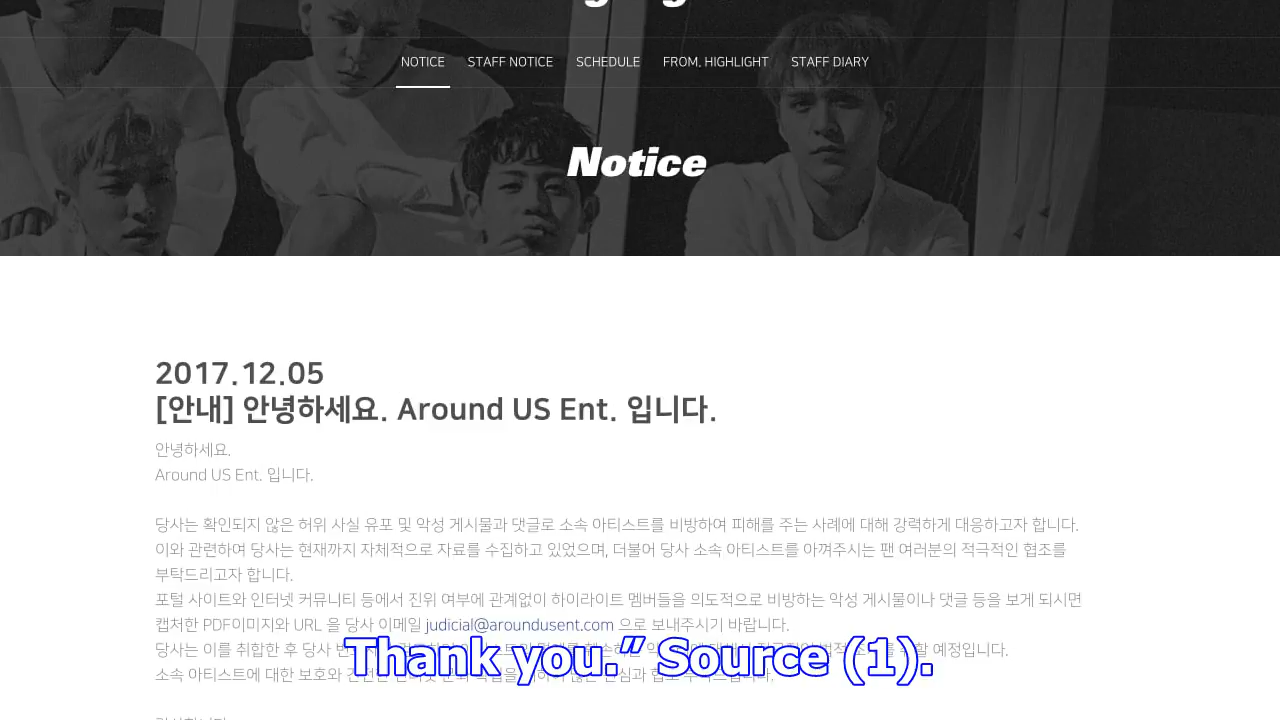 NOTICE STAFF NOTICE SCHEDULE FROM. HIGHLIGHT STAFF DIARY
Notice
2017.12.05
[안내] 안녕하세요. Around US Ent. 입니다.
안녕하세요.
Around US Ent. 입니다.
당사는 확인되지 않은 허위 사실 유포 및 악성 게시물과 댓글로 소속 아티스트를 비방하여 피해를 주는 사례에 대해 강력하게 대응하고자 합니다.
이와 관련하여 당사는 현재까지 자체적으로 자료를 수집하고 있었으며, 더불어 당사 소속 아티스트를 아껴주시는 팬 여러분의 적극적인 협조를
부탁드리고자 합니다.
포털 사이트와 인터넷 커뮤니티 등에서 진위 여부에 관계없이 하이라이트 멤버들을 의도적으로 비방하는 악성 게시물이나 댓글 등을 보게 되시면
캡처한 PDF이미지와 URL 을 당사 이메일 judicial@aroundusent.com 으로 보내주시기 바랍니다.
당사는 이를 취합한 후 당사 예정입니다.
소속 아티스트에 대한 보호와
Thank you.” Source (1).